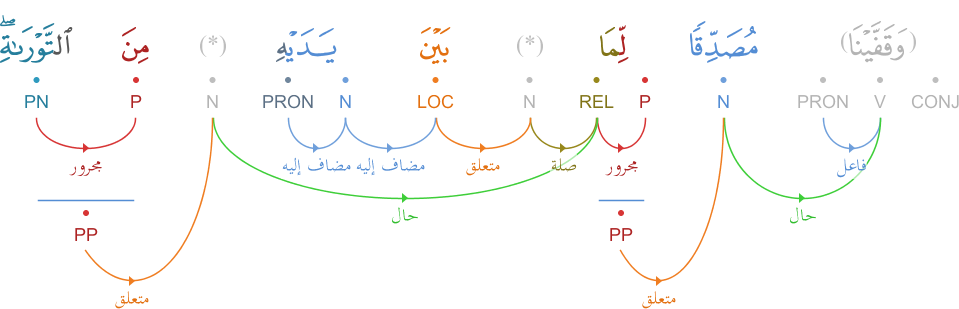 (وَقَفَّيْنَا) مُصَدِّقًا لِّمَا (*) بَيْنَ يَدَيْهِ (*) مِنَ ٱلتَّوْرَىٰةِ ۖ
CONJ V PRON N P REL N LOC N PRON N P PN
فاعل مجرور صلة متعلق مضاف إليه مضاف إليه مجرور
حال حال
PP PP
متعلق متعلق